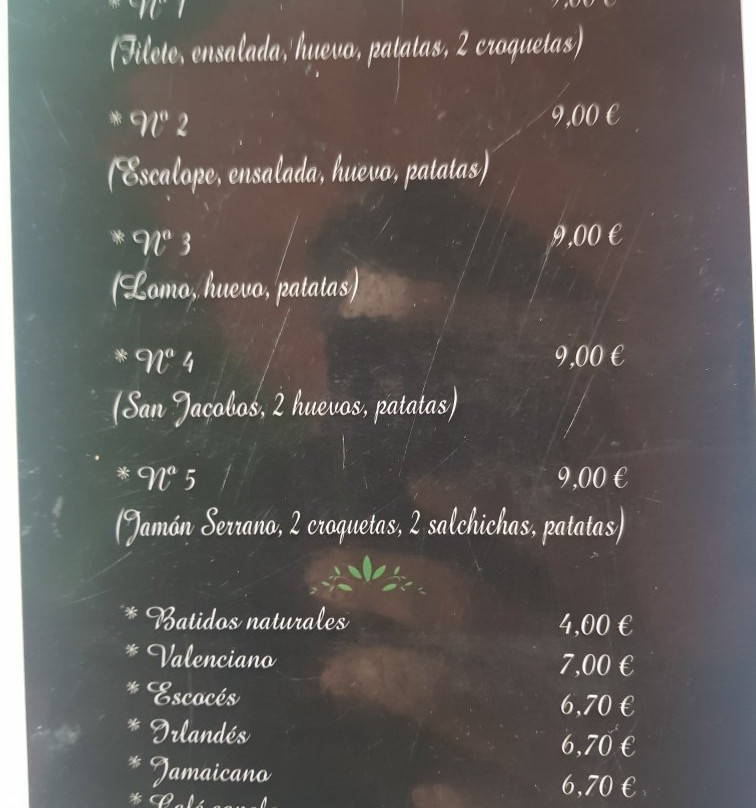 * Nº 1
(Filete, ensalada, huevo, patatas, 2 croquetas)
* Nº 2 9,00 €
(Escalope, ensalada, huevo, patatas)
* Nº 3 9,00 €
(Lomo, huevo, patatas)
* Nº 4 9,00 €
(San Jacobos, 2 huevos, patatas)
* Nº 5 9,00 €
(Jamón Serrano, 2 croquetas, 2 salchichas, patatas)
* Batidos naturales 4,00 €
* Valenciano 7,00 €
* Escocés 6,70 €
* Irlandés 6,70 €
* Jamaicano 6,70 €